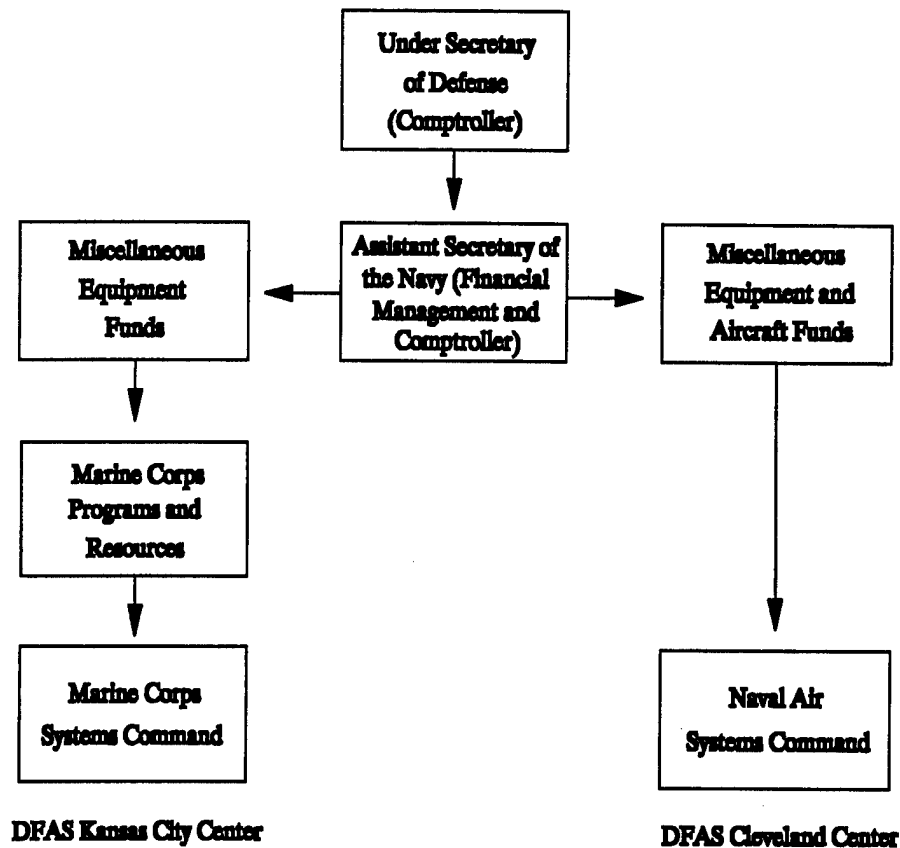 Under Secretary
of Defense
(Comptroller)
Miscellaneous
Equipment
Funds
Assistant Secretary of
the Navy (Financial
Management and
Comptroller)
Miscellaneous
Equipment and
Aircraft Funds
Marine Corps
Programs and
Resources
Marine Corps
Systems Command
Naval Air
Systems Command
DFAS Kansas City Center
DFAS Cleveland Center